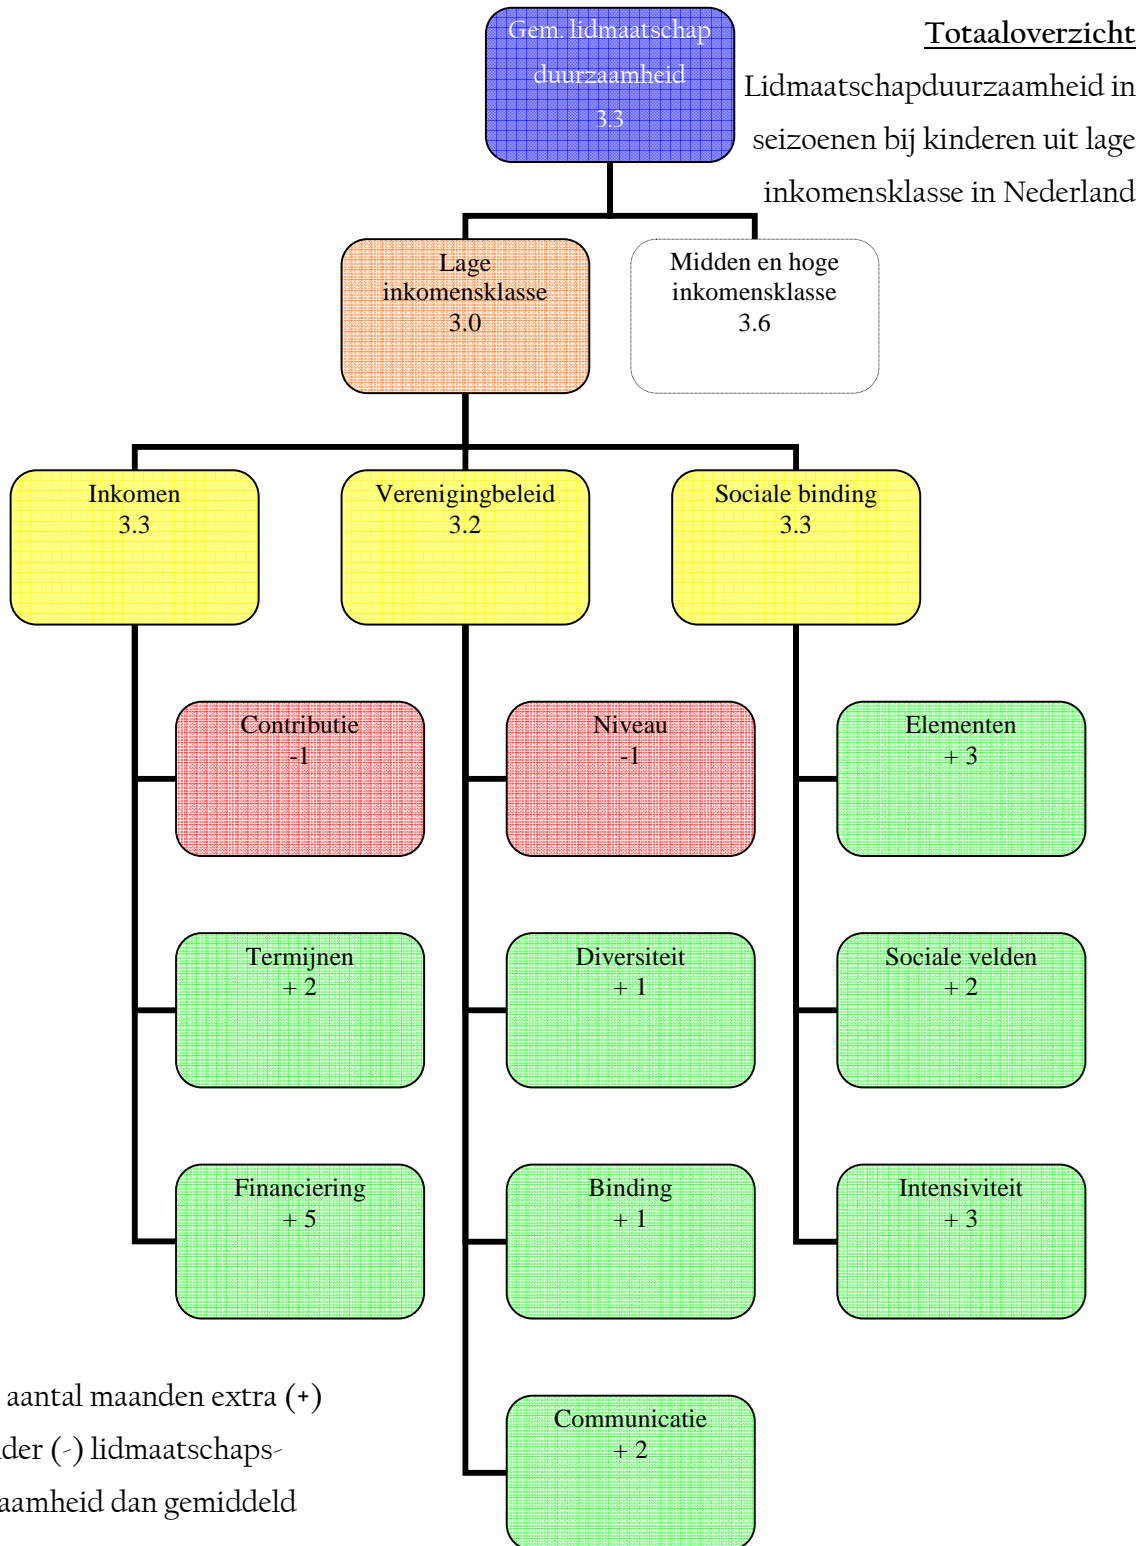 Totaaloverzicht
Lidmaatschapduurzaamheid in
seizoenen bij kinderen uit lage
inkomensklasse in Nederland
Gem. lidmaatschap
duurzaamheid
3.3
Lage
inkomensklasse
3.0
Midden en hoge
inkomensklasse
3.6
Inkomen
3.3
Verenigingbeleid
3.2
Sociale binding
3.3
Contributie
-1
Niveau
-1
Elementen
+ 3
Termijnen
+ 2
Diversiteit
+ 1
Sociale velden
+ 2
Financiering
+ 5
Binding
+ 1
Intensiviteit
+ 3
Communicatie
+ 2
aantal maanden extra (+)
der (-) lidmaatschaps-
aamheid dan gemiddeld